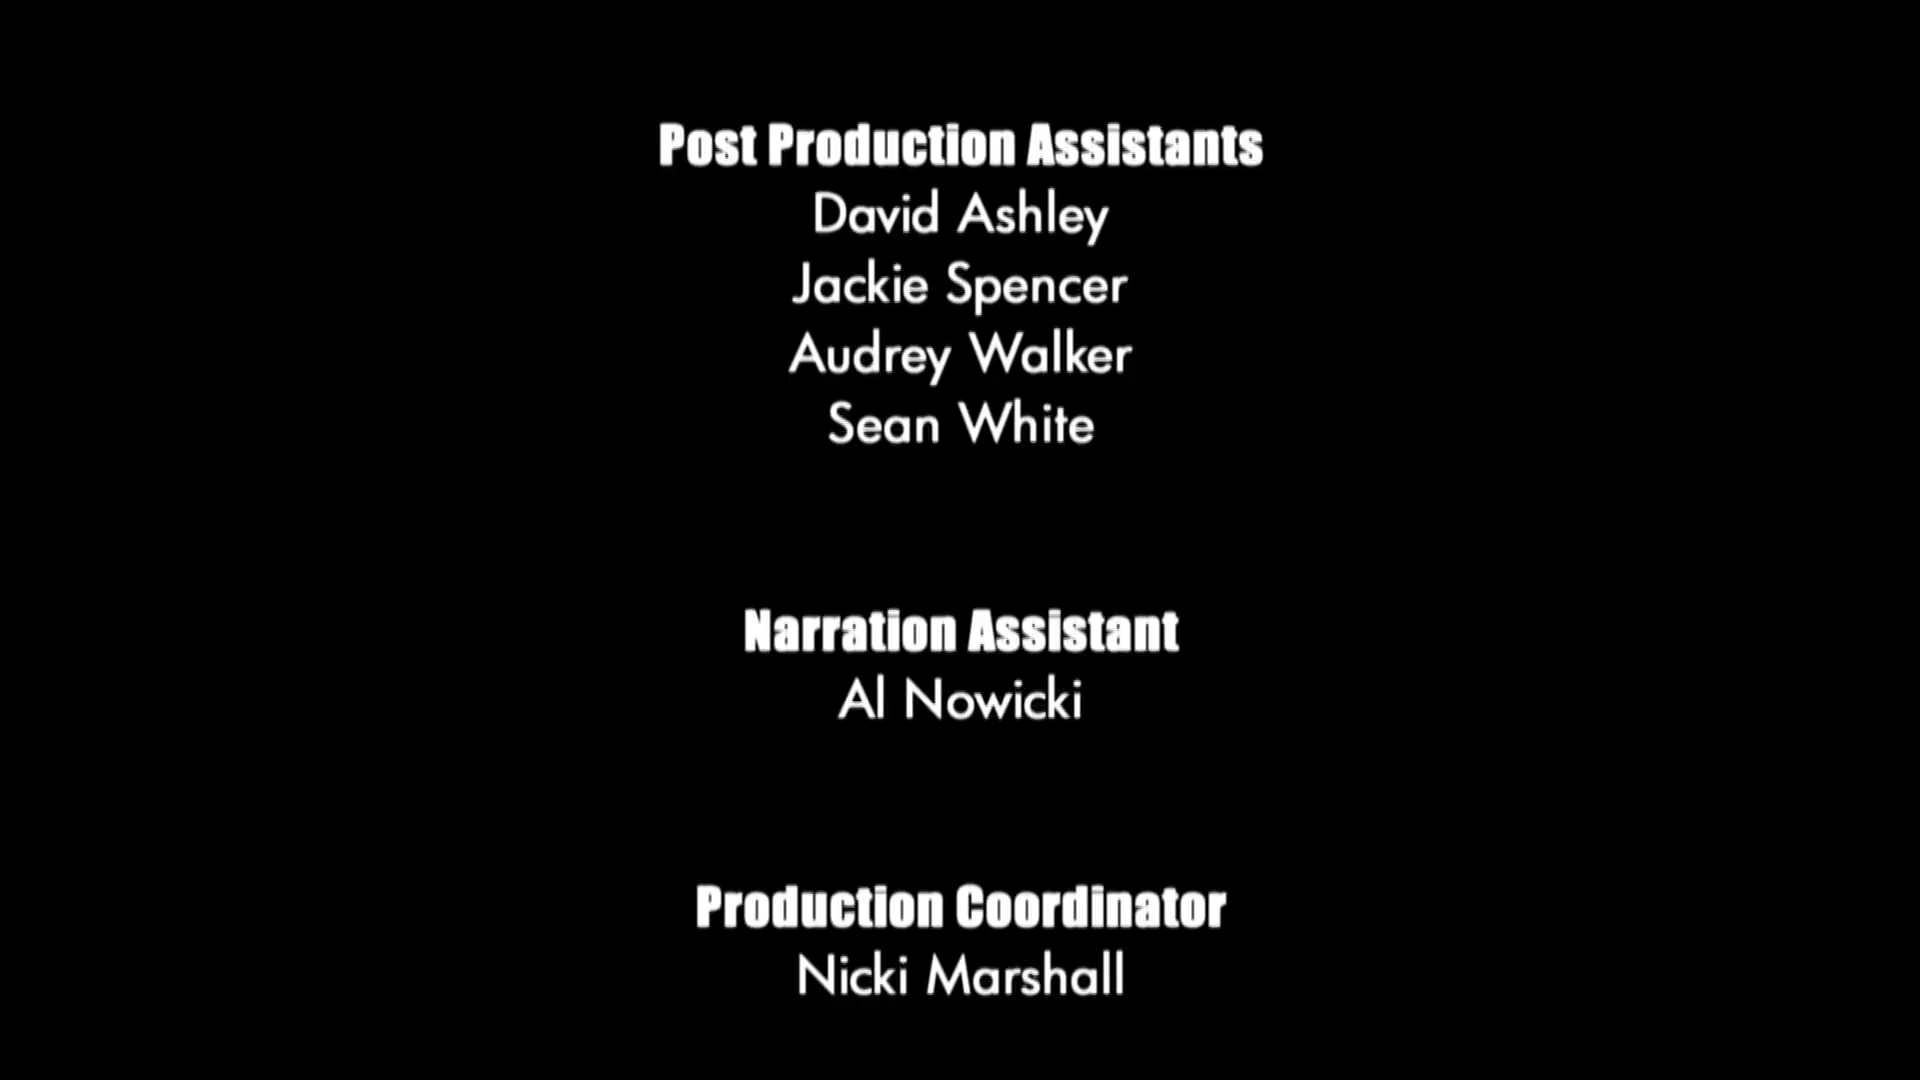 Post Production Assistants
David Ashley
Jackie Spencer
Audrey Walker
Sean White
Narration Assistant
Al Nowicki
Production Coordinator
Nicki Marshall